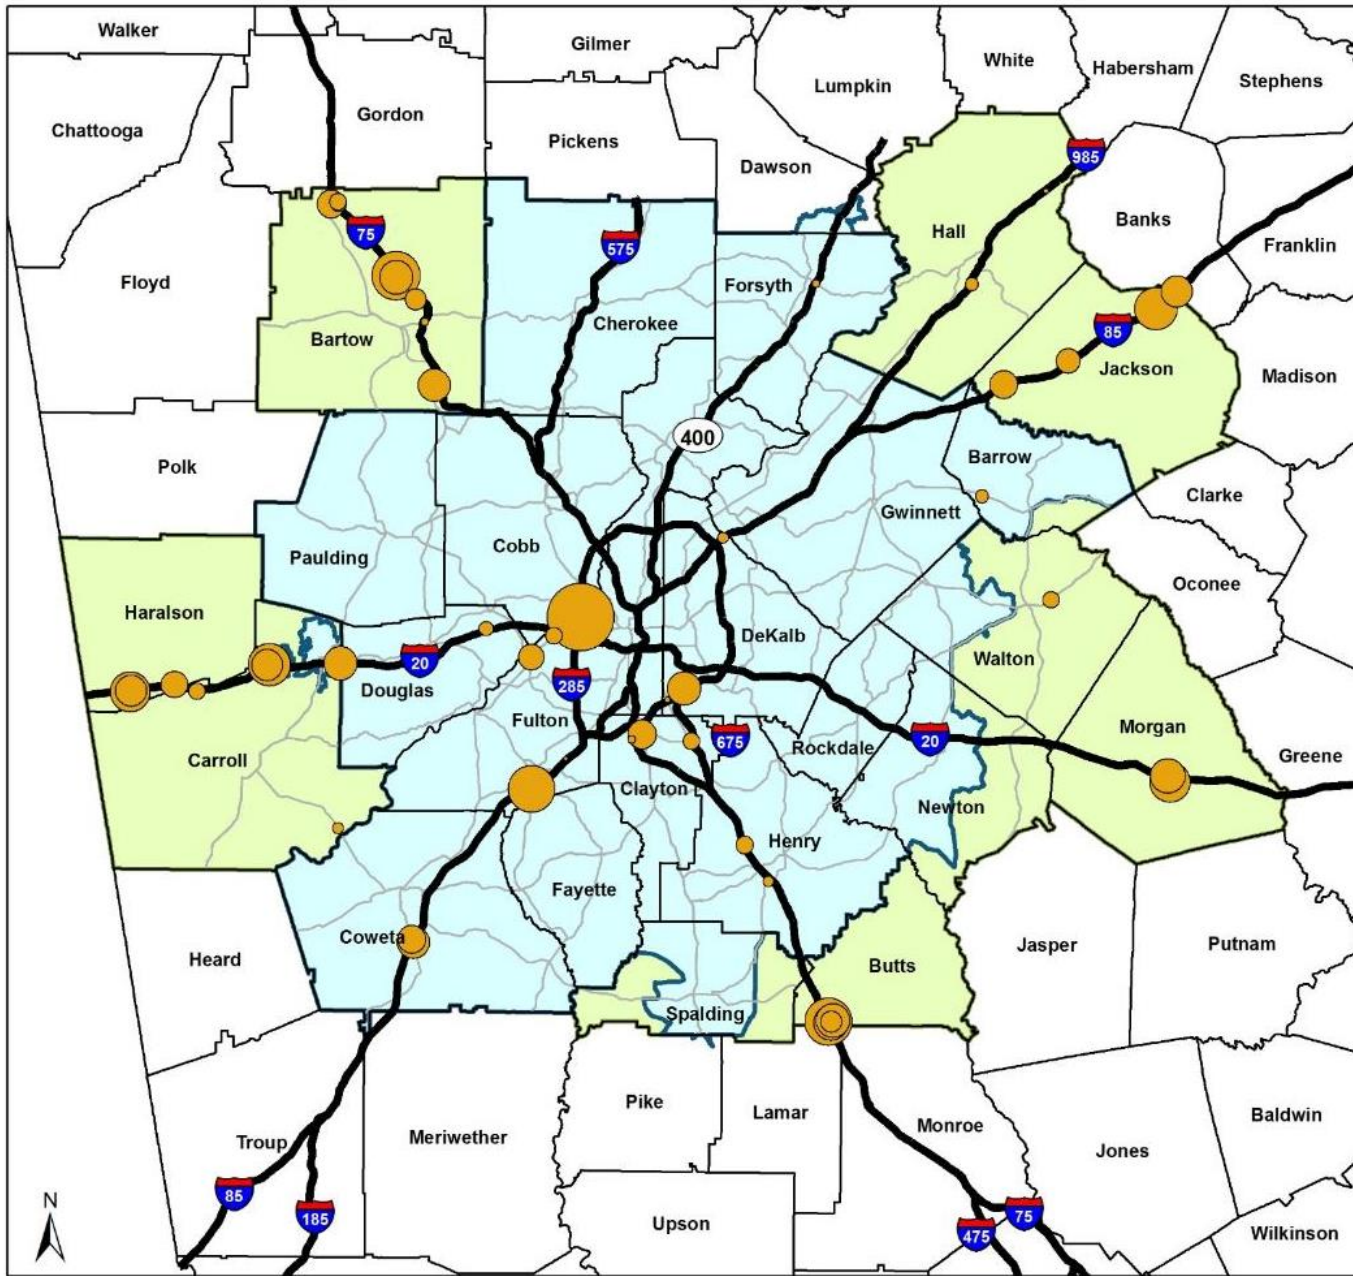 Walker
Gilmer
White
Habersham
Stephens
Lumpkin
Chattooga
Gordon
Pickens
Dawson
985
Banks
Franklin
75
575
Hall
Floyd
Forsyth
Cherokee
85
Bartow
Jackson
Madison
400
Polk
Barrow
Clarke
Gwinnett
Cobb
Paulding
Oconee
Haralson
DeKalb
Walton
20
285
Douglas
Fulton
675
Rockdale
20
Morgan
Greene
Carroll
Clayton
Newton
Henry
Fayette
Coweta
Heard
Jasper
Putnam
Butts
Spalding
Pike
Lamar
Monroe
Baldwin
Troup
Meriwether
Jones
85
185
Upson
475
75
Wilkinson
N